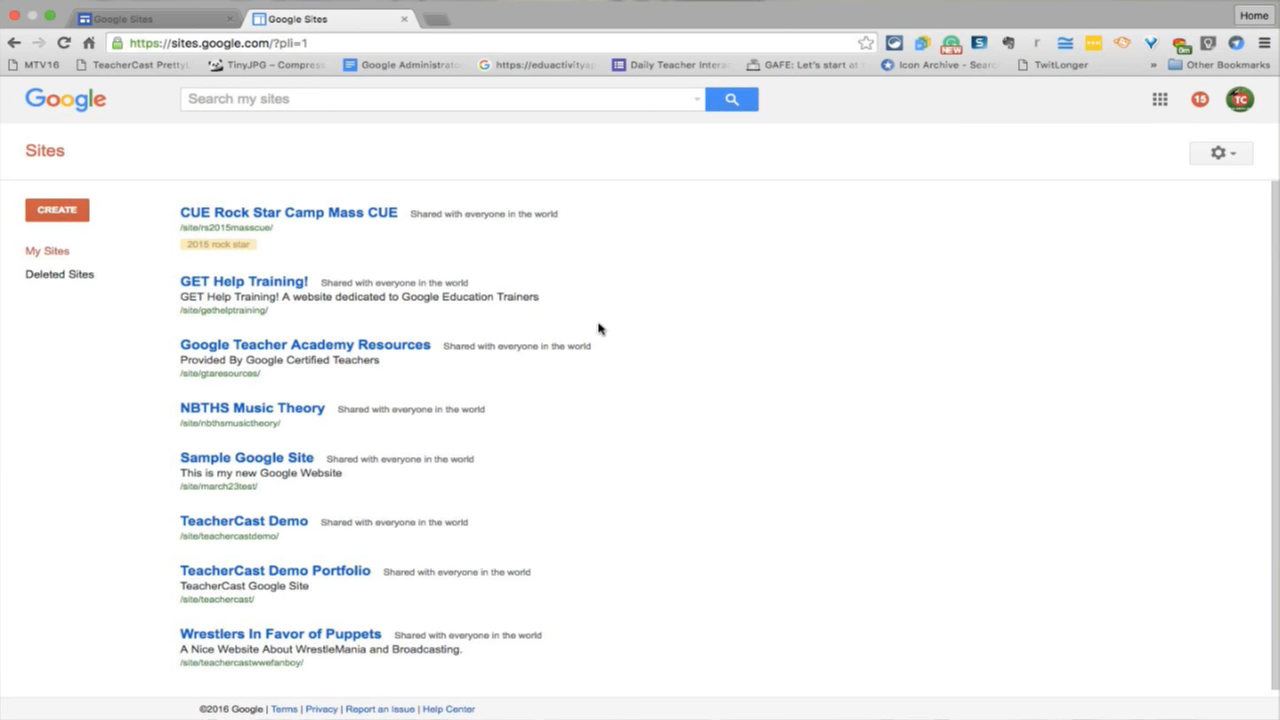 Google Sites
Google Sites
Home
https://sites.google.com/?pli=1
NEW
MTV16
TeacherCast Pretty
TinyJPG – Compress
Google Administrato
https://eduactivityap
Daily Teacher Intera
GAFE: Let's start at
Icon Archive - Sear
TwitLonger
» Other Bookmarks
Google
Search my sites
15
TC
Sites
CREATE
My Sites
Deleted Sites
CUE Rock Star Camp Mass CUE Shared with everyone in the world
/site/rs2015masscue/
2015 rock star
GET Help Training! Shared with everyone in the world
GET Help Training! A website dedicated to Google Education Trainers
/site/gethelptraining/
Google Teacher Academy Resources Shared with everyone in the world
Provided By Google Certified Teachers
/site/gtaresources/
NBTHS Music Theory Shared with everyone in the world
/site/nbthsmusictheory/
Sample Google Site Shared with everyone in the world
This is my new Google Website
/site/march23test/
TeacherCast Demo Shared with everyone in the world
/site/teachercastdemo/
TeacherCast Demo Portfolio Shared with everyone in the world
TeacherCast Google Site
/site/teachercast/
Wrestlers In Favor of Puppets Shared with everyone in the world
A Nice Website About WrestleMania and Broadcasting.
/site/teachercastwwefanboy/
©2016 Google | Terms | Privacy | Report an Issue | Help Center